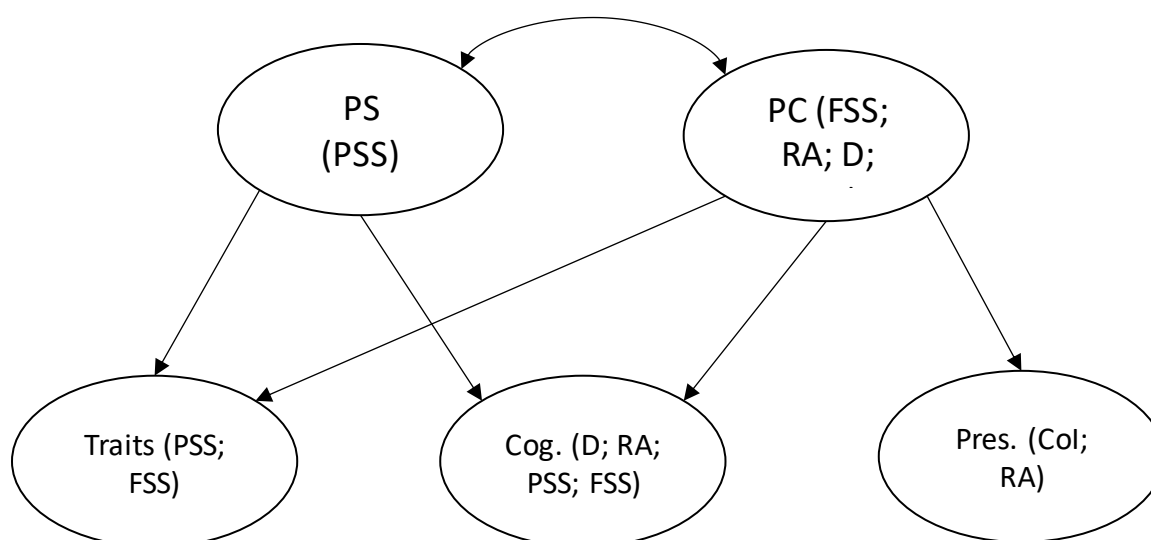 PS
(PSS)
PC (FSS;
RA; D;
Traits (PSS;
FSS)
Cog. (D; RA;
PSS; FSS)
Pres. (CoI;
RA)